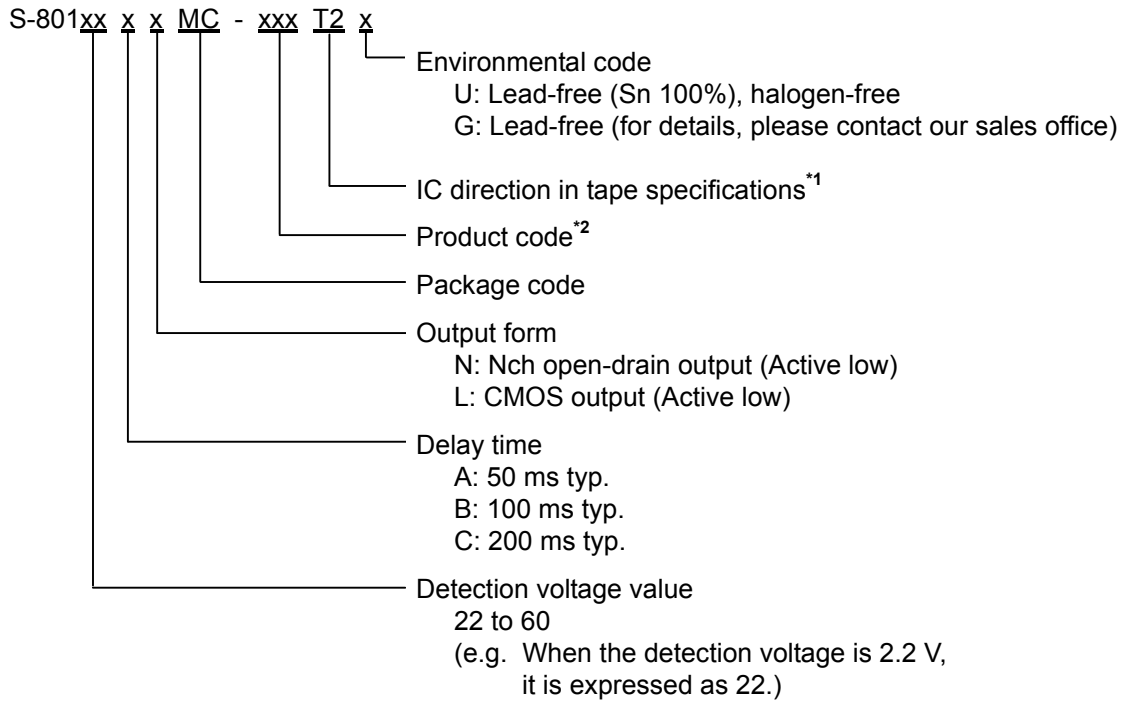 S-801xx x x MC - xxx T2 x
Environmental code
U: Lead-free (Sn 100%), halogen-free
G: Lead-free (for details, please contact our sales office)
IC direction in tape specifications*1
Product code*2
Package code
Output form
N: Nch open-drain output (Active low)
L: CMOS output (Active low)
Delay time
A: 50 ms typ.
B: 100 ms typ.
C: 200 ms typ.
Detection voltage value
22 to 60
(e.g. When the detection voltage is 2.2 V,
it is expressed as 22.)